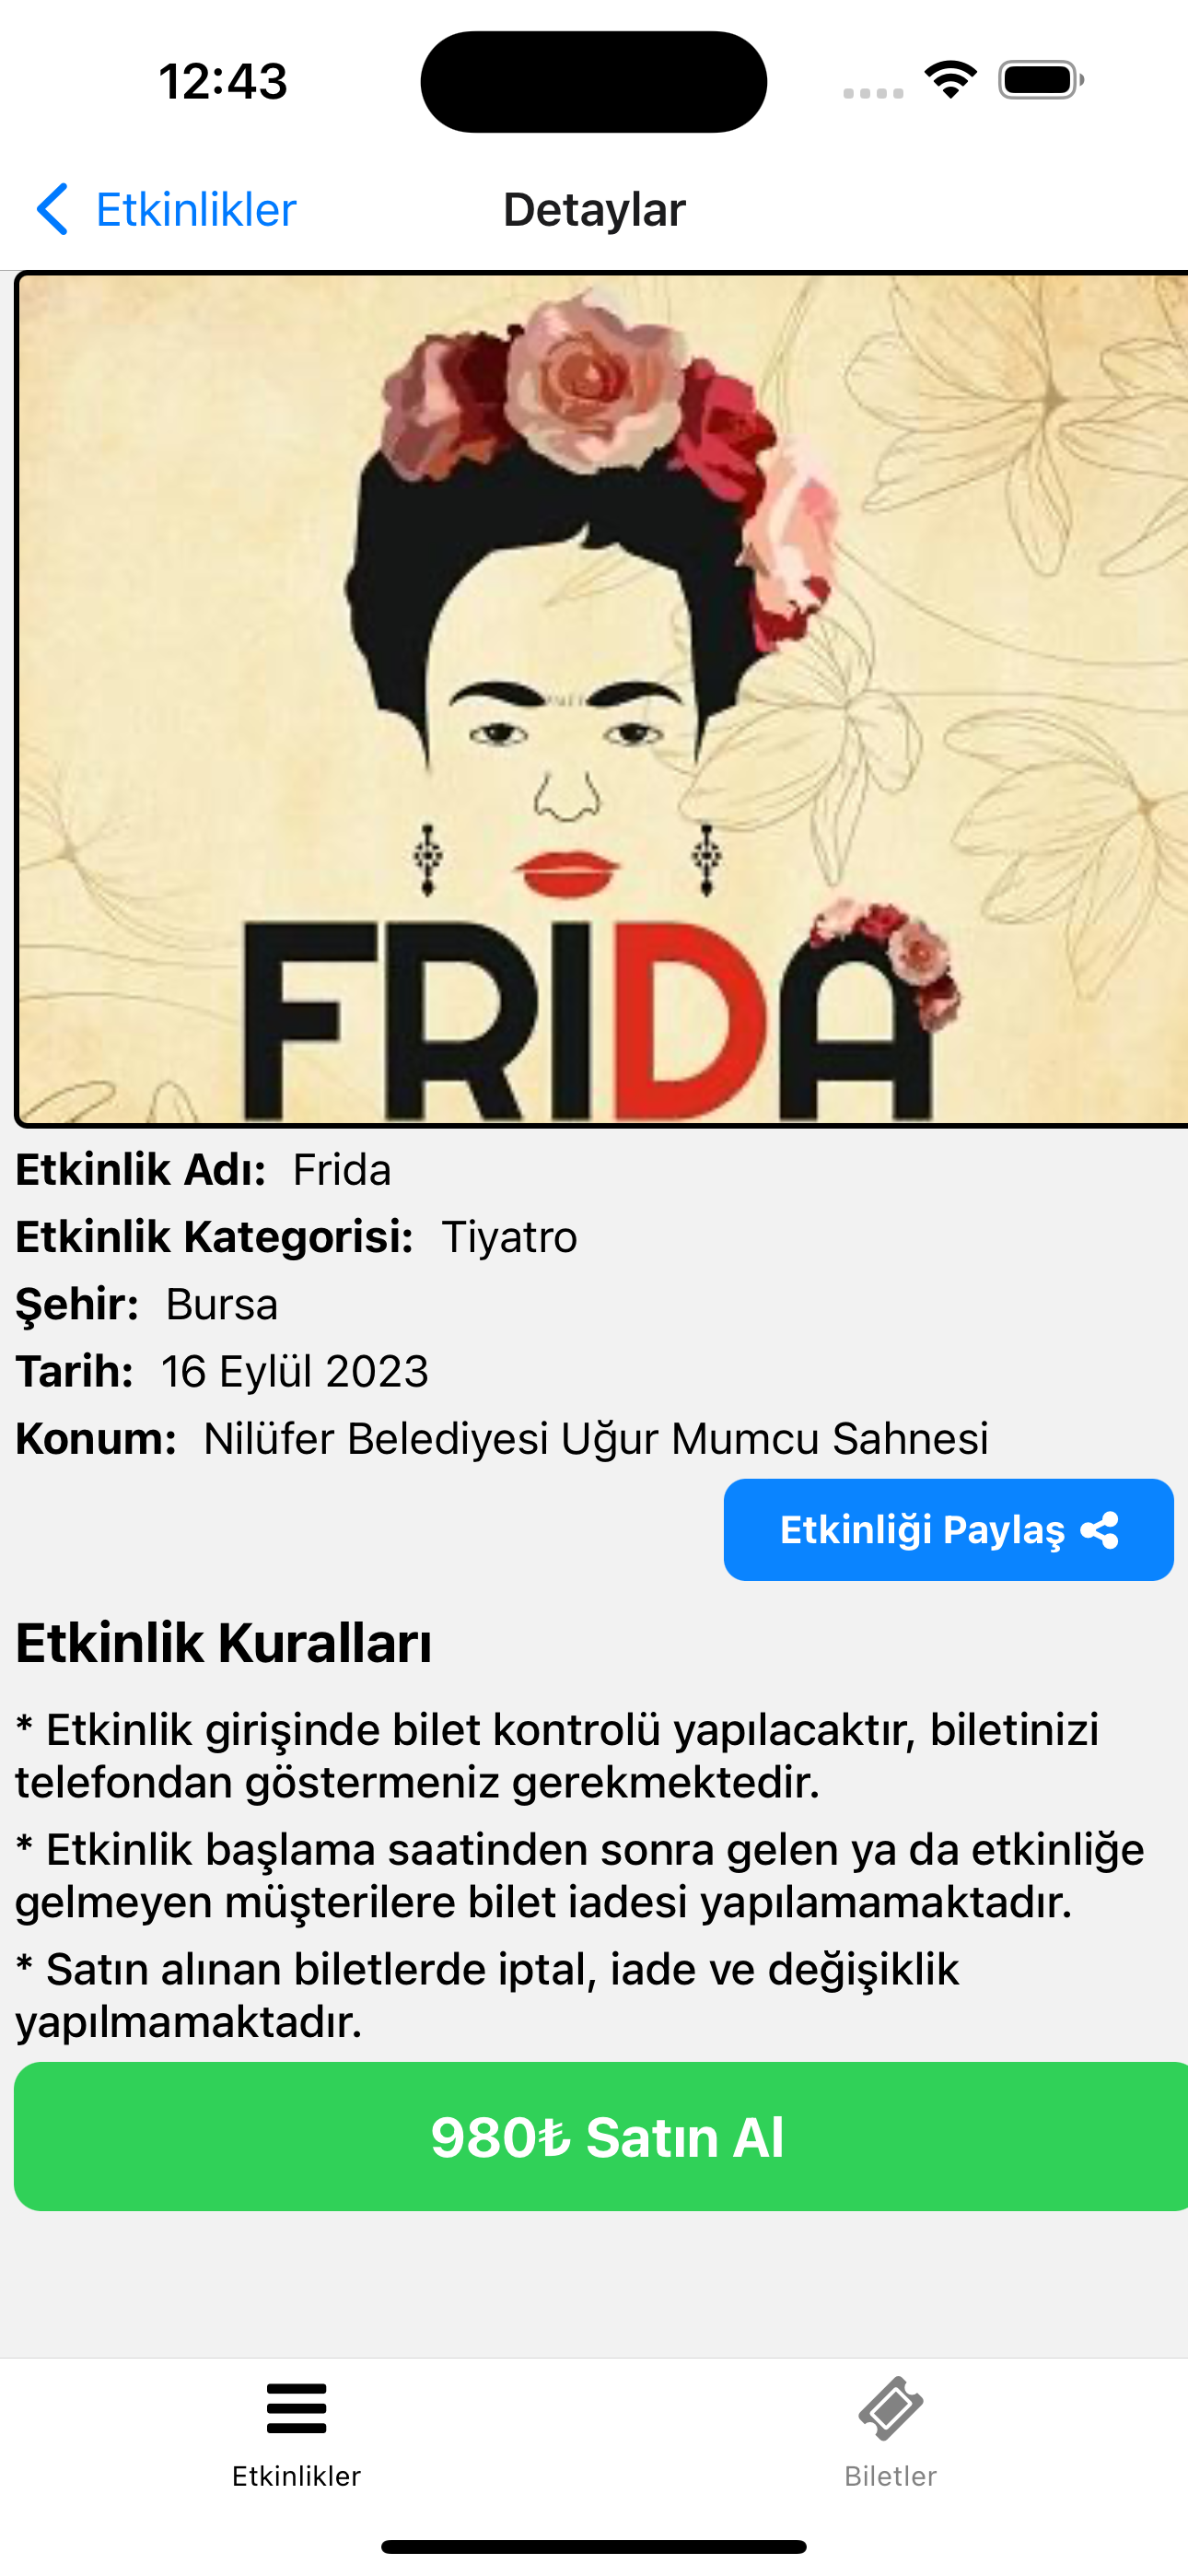 12:43
Etkinlikler
Detaylar
FRIDA
Etkinlik Adı: Frida
Etkinlik Kategorisi: Tiyatro
Şehir: Bursa
Tarih: 16 Eylül 2023
Konum: Nilüfer Belediyesi Uğur Mumcu Sahnesi
Etkinliği Paylaş
Etkinlik Kuralları
* Etkinlik girişinde bilet kontrolü yapılacaktır, biletinizi
telefondan göstermeniz gerekmektedir.
* Etkinlik başlama saatinden sonra gelen ya da etkinliğe
gelmeyen müşterilere bilet iadesi yapılamamaktadır.
* Satın alınan biletlerde iptal, iade ve değişiklik
yapılmamaktadır.
980₺ Satın Al
Etkinlikler
Biletler